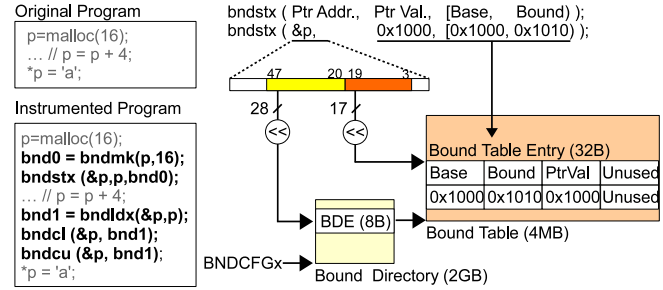 Original Program
p=malloc(16);
... // p = p + 4;
*p = 'a';
Instrumented Program
p=malloc(16);
bnd0 = bndmk(p,16);
bndstx (&p,p,bnd0);
... // p = p + 4;
bnd1 = bndldx(&p,p);
bndcl (&p, bnd1);
bndcu (&p, bnd1);
*p = 'a';
bndstx ( Ptr Addr., Ptr Val., [Base, Bound) );
bndstx ( &p, 0x1000, [0x1000, 0x1010) );
47 20 19 3
28 17
<< <<
Bound Table Entry (32B)
Base Bound PtrVal Unused
0x1000 0x1010 0x1000 Unused
Bound Table (4MB)
BDE (8B)
BNDCFGx
Bound Directory (2GB)